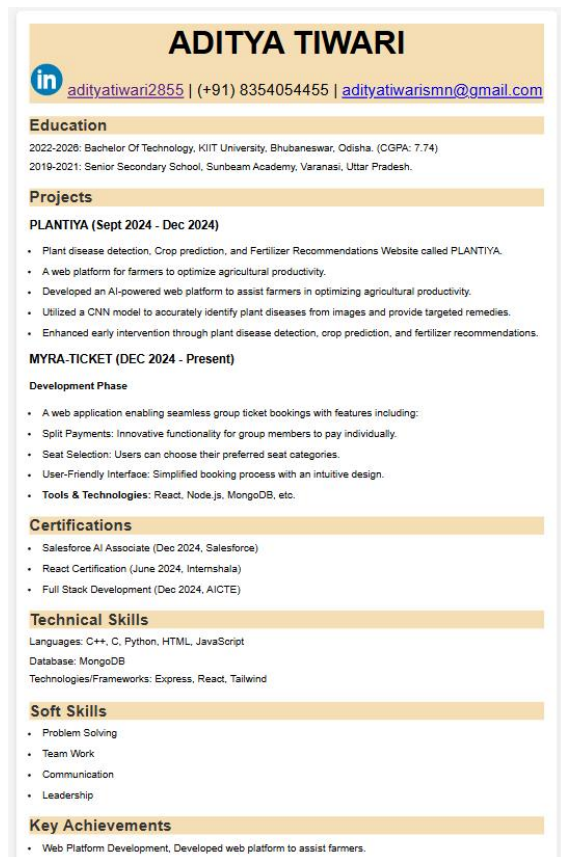 ADITYA TIWARI
in adityatiwari2855 | (+91) 8354054455 | adityatiwarismn@gmail.com
Education
2022-2026: Bachelor Of Technology, KIIT University, Bhubaneswar, Odisha. (CGPA: 7.74)
2019-2021: Senior Secondary School, Sunbeam Academy, Varanasi, Uttar Pradesh.
Projects
PLANTIYA (Sept 2024 - Dec 2024)
• Plant disease detection, Crop prediction, and Fertilizer Recommendations Website called PLANTIYA.
• A web platform for farmers to optimize agricultural productivity.
• Developed an AI-powered web platform to assist farmers in optimizing agricultural productivity.
• Utilized a CNN model to accurately identify plant diseases from images and provide targeted remedies.
• Enhanced early intervention through plant disease detection, crop prediction, and fertilizer recommendations.
MYRA-TICKET (DEC 2024 - Present)
Development Phase
• A web application enabling seamless group ticket bookings with features including:
• Split Payments: Innovative functionality for group members to pay individually.
• Seat Selection: Users can choose their preferred seat categories.
• User-Friendly Interface: Simplified booking process with an intuitive design.
• Tools & Technologies: React, Node.js, MongoDB, etc.
Certifications
• Salesforce AI Associate (Dec 2024, Salesforce)
• React Certification (June 2024, Internshala)
• Full Stack Development (Dec 2024, AICTE)
Technical Skills
Languages: C++, C, Python, HTML, JavaScript
Database: MongoDB
Technologies/Frameworks: Express, React, Tailwind
Soft Skills
• Problem Solving
• Team Work
• Communication
• Leadership
Key Achievements
• Web Platform Development, Developed web platform to assist farmers.